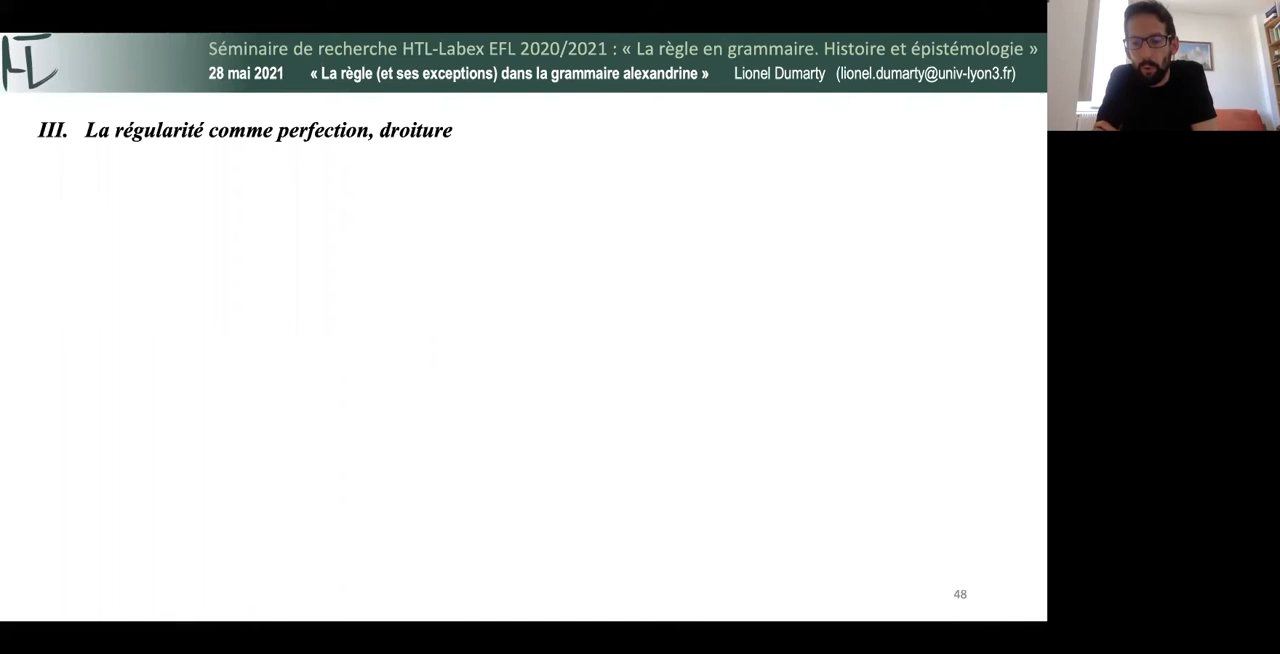 HTL
Séminaire de recherche HTL-Labex EFL 2020/2021 : « La règle en grammaire. Histoire et épistémologie »
28 mai 2021 « La règle (et ses exceptions) dans la grammaire alexandrine » Lionel Dumarty (lionel.dumarty@univ-lyon3.fr)
III. La régularité comme perfection, droiture
48